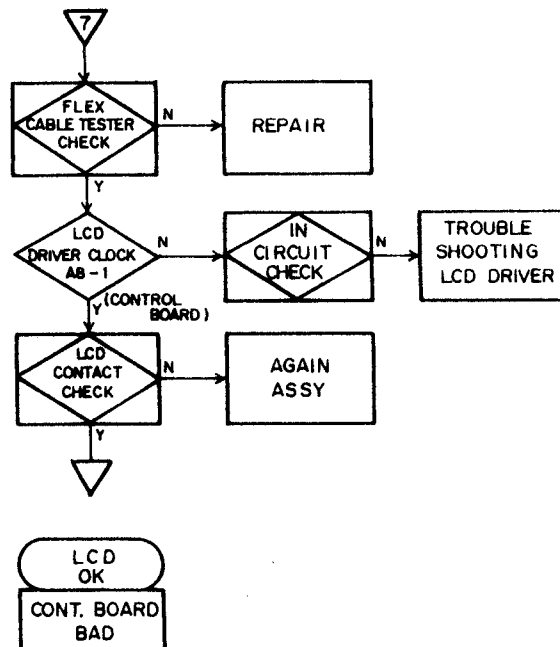 7
FLEX
CABLE TESTER
CHECK
N
REPAIR
Y
LCD
DRIVER CLOCK
AB-1
N
IN
CIRCUIT
CHECK
N
TROUBLE
SHOOTING
LCD DRIVER
Y (CONTROL
BOARD)
LCD
CONTACT
CHECK
N
AGAIN
ASSY
Y
LCD
OK
CONT. BOARD
BAD